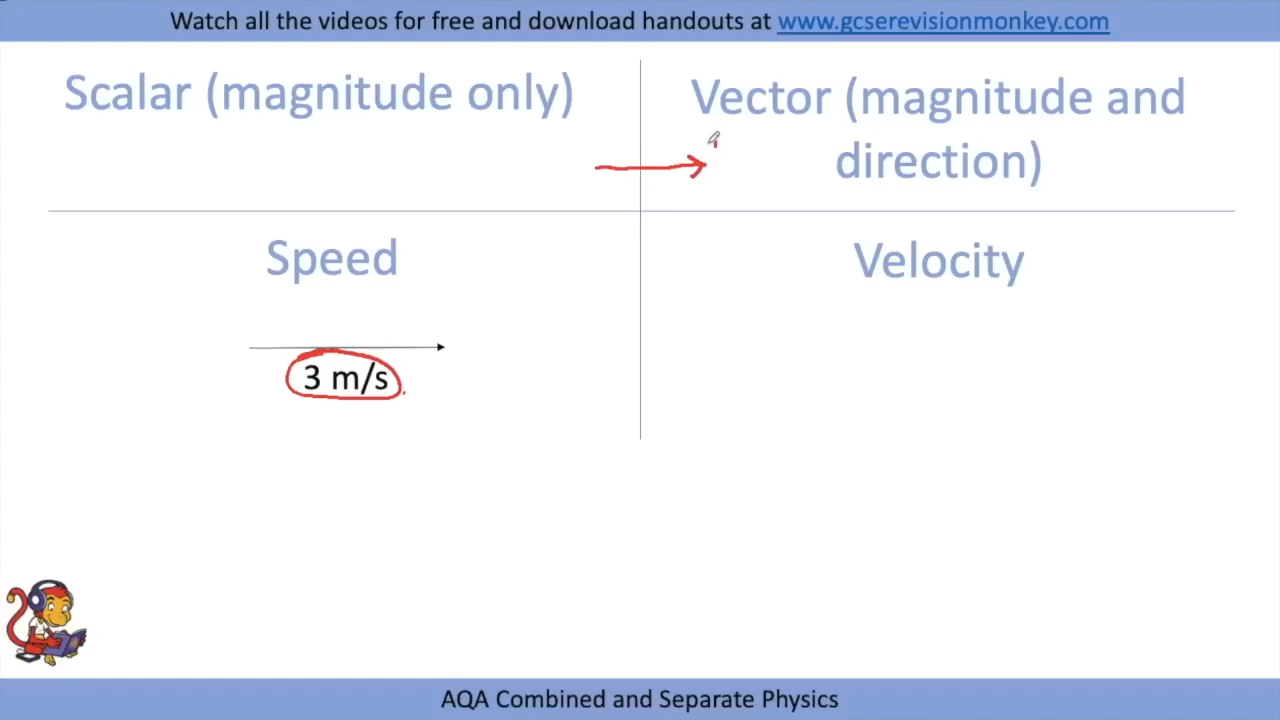 Watch all the videos for free and download handouts at www.gcserevisionmonkey.com
Scalar (magnitude only)
Vector (magnitude and
direction)
Speed
Velocity
3 m/s
AQA Combined and Separate Physics